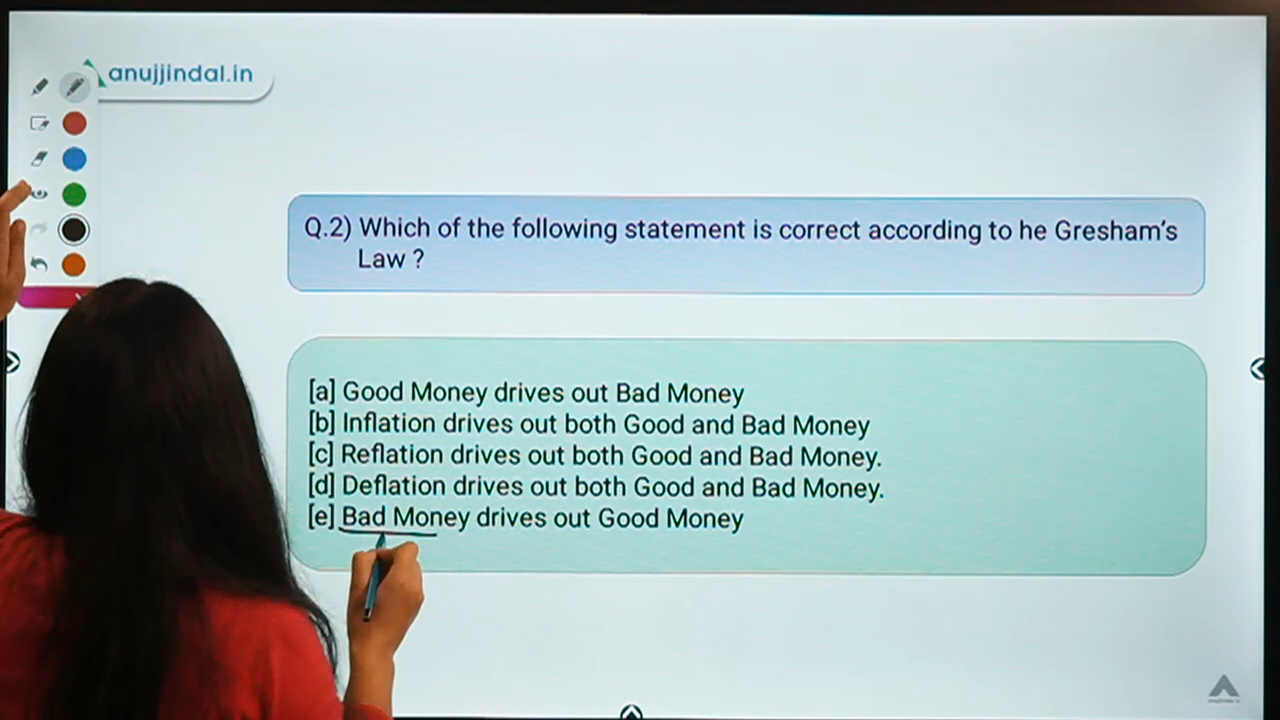 anujjindal.in
Q.2) Which of the following statement is correct according to he Gresham's
Law ?
[a] Good Money drives out Bad Money
[b] Inflation drives out both Good and Bad Money
[c] Reflation drives out both Good and Bad Money.
[d] Deflation drives out both Good and Bad Money.
[e] Bad Money drives out Good Money